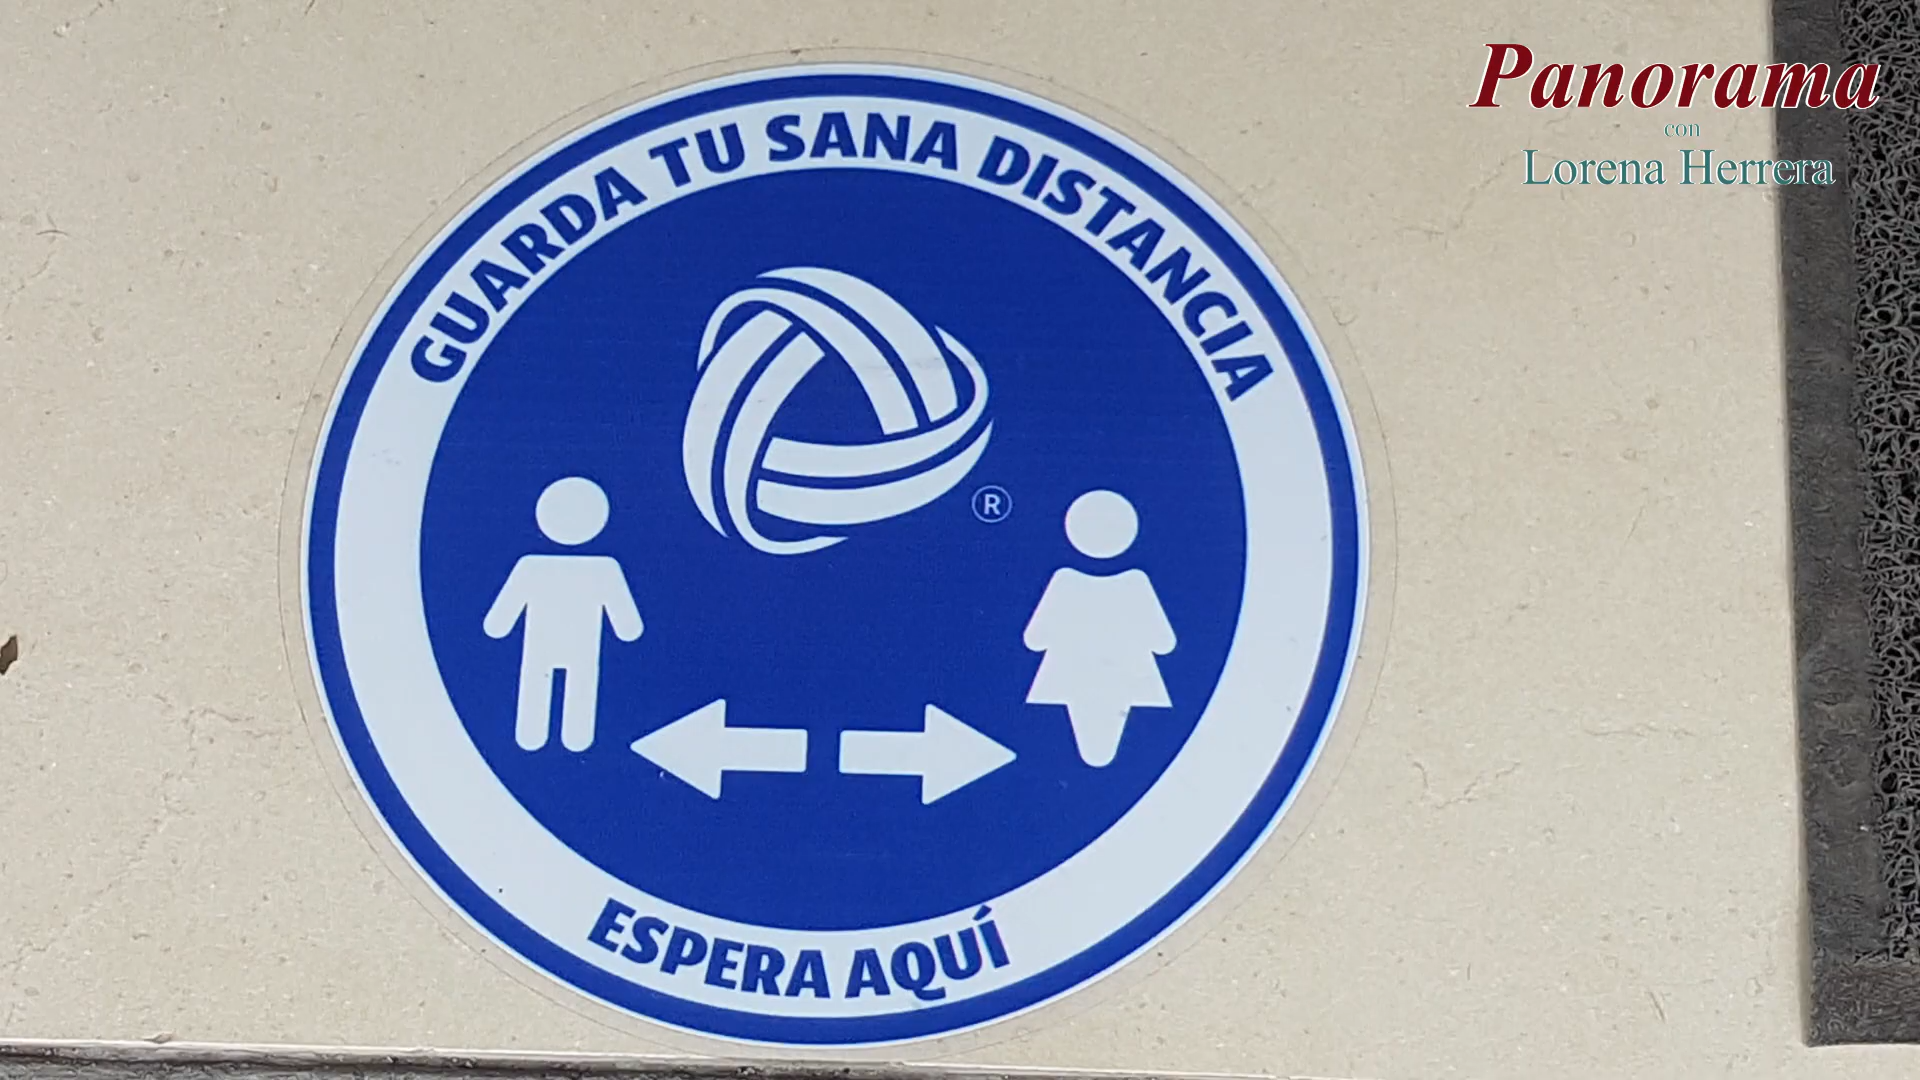 Panorama
con
Lorena Herrera
GUARDA TU SANA DISTANCIA
®
ESPERA AQUÍ